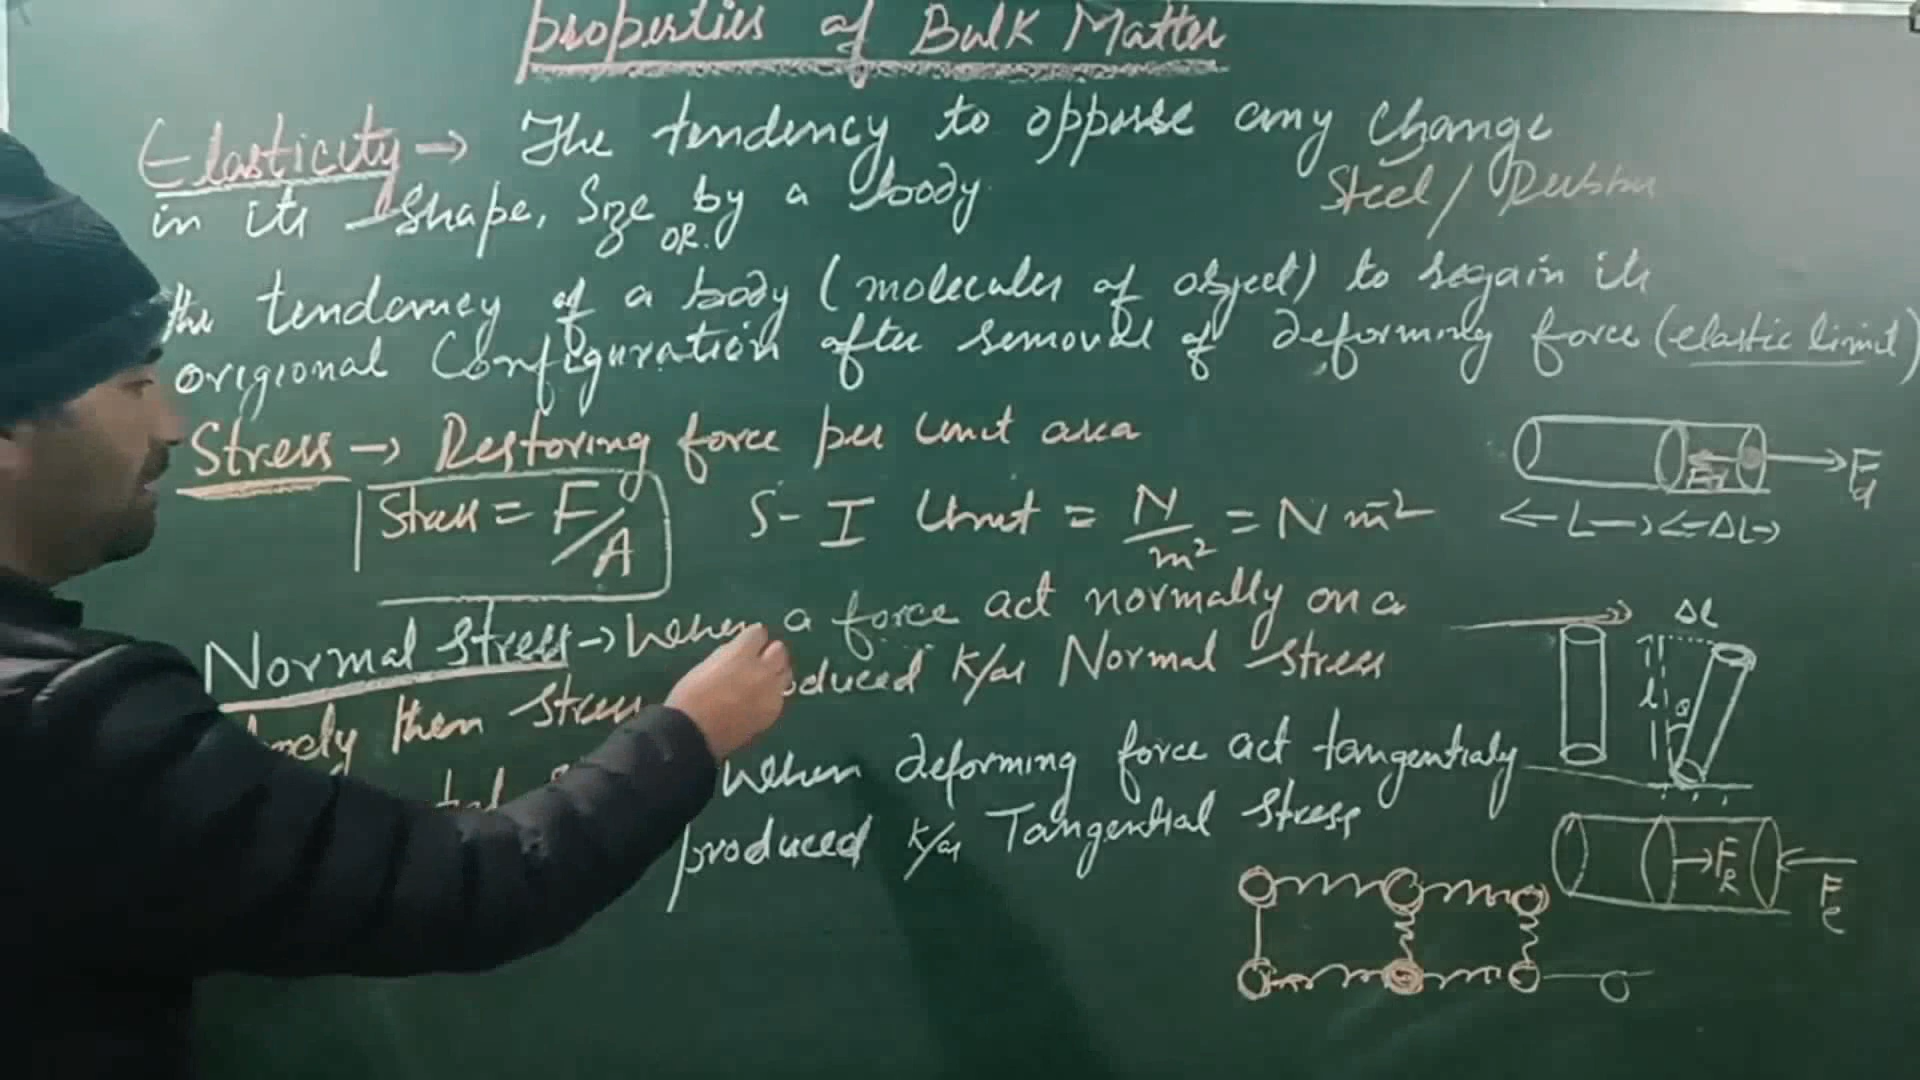 properties of Bulk Matter
Elasticity → The tendency to oppose any change
in its shape, Size by a body
Steel / Rubber
OR.
the tendency of a body (molecules of object) to regain its
origional Configuration after removal of deforming force (elastic limit)
Stress → Restoring force per unit area
Stress = F/A
S-I Unit = N/m² = N m⁻²
Normal Stress → When a force act normally on a
then stress produced k/as Normal stress
When deforming force act tangentialy
produced k/as Tangential stress
Fd
← L → ← ΔL →
Δl
l
θ
FR